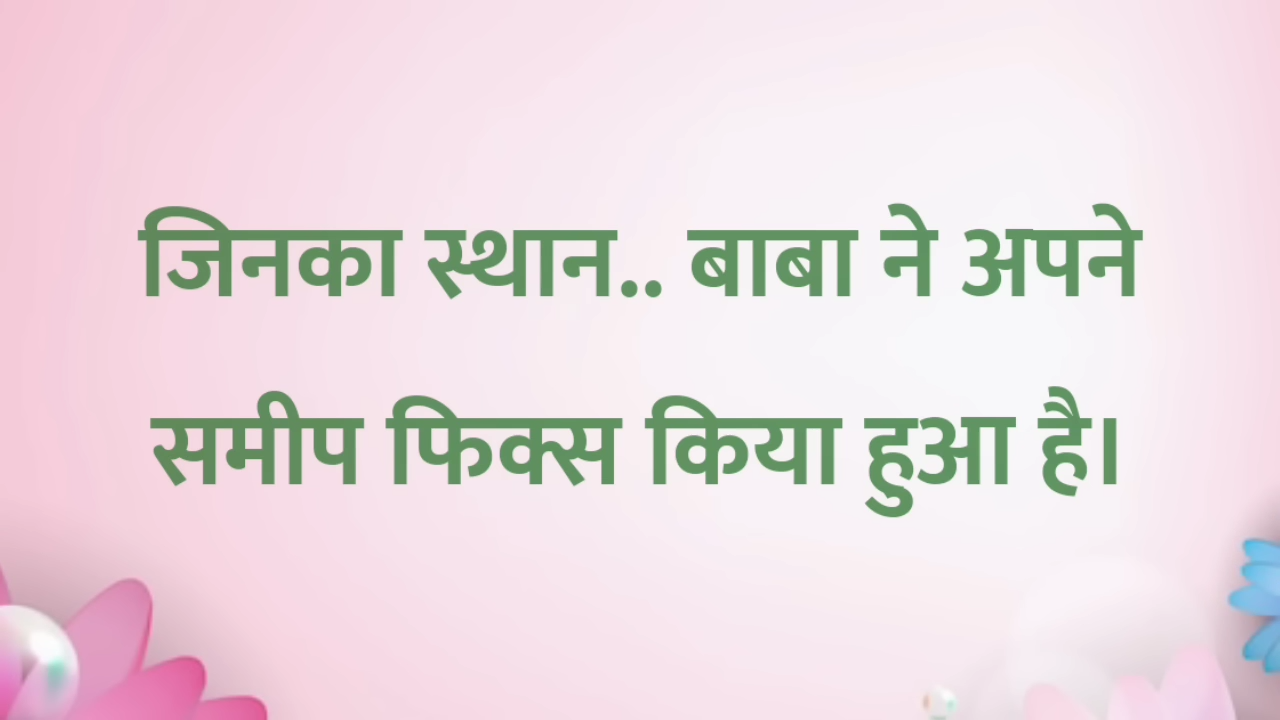 जिनका स्थान.. बाबा ने अपने
समीप फिक्स किया हुआ है।